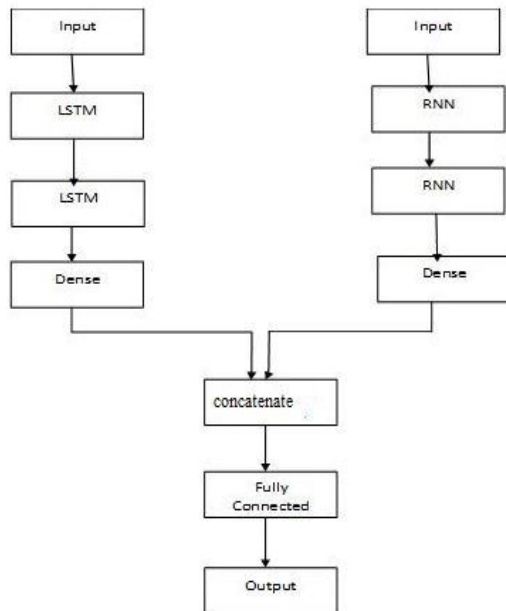 Input
Input
LSTM
RNN
LSTM
RNN
Dense
Dense
concatenate
Fully
Connected
Output